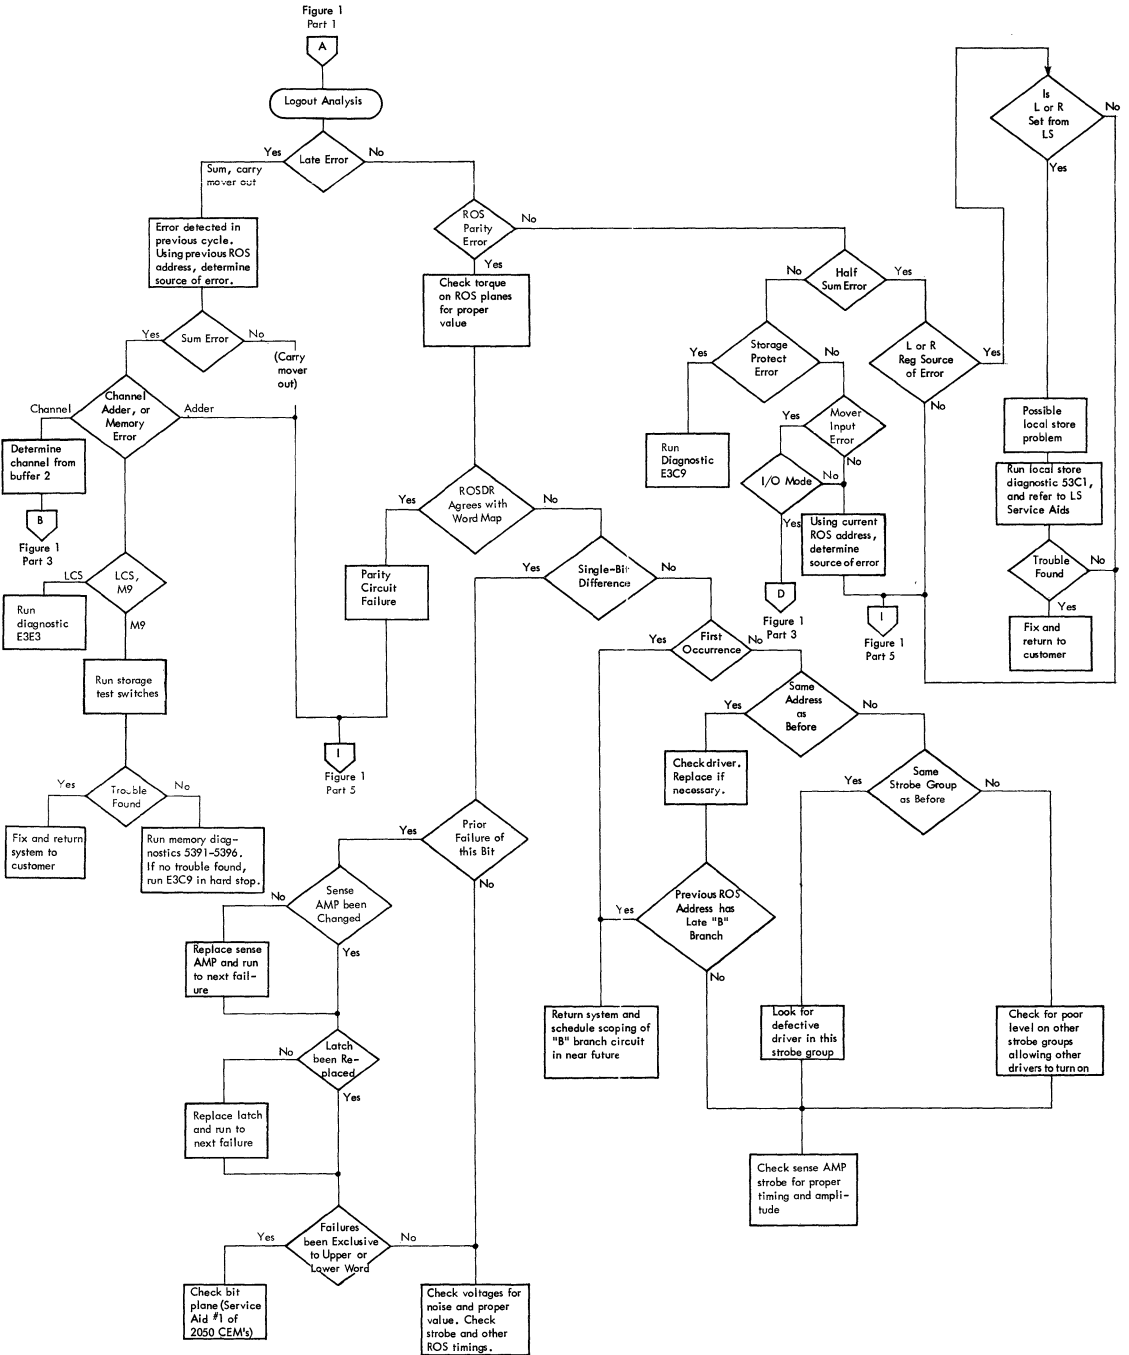 Figure 1
Part 1
A
Logout Analysis
Late Error
Yes
No
Sum, carry
mover out
Error detected in
previous cycle.
Using previous ROS
address, determine
source of error.
Sum Error
Yes
No
(Carry
mover
out)
Channel
Adder, or
Memory
Error
Channel
Adder
Determine
channel from
buffer 2
B
Figure 1
Part 3
LCS,
M9
LCS
M9
Run
diagnostic
E3E3
Run storage
test switches
Trouble
Found
Yes
No
Fix and return
system to
customer
Run memory diag-
nostics 5391-5396.
If no trouble found,
run E3C9 in hard stop.
ROS
Parity
Error
No
Yes
Check torque
on ROS planes
for proper
value
ROSDR
Agrees with
Word Map
Yes
No
Parity
Circuit
Failure
I
Figure 1
Part 5
Single-Bit
Difference
Yes
No
Prior
Failure of
this Bit
Yes
No
Sense
AMP been
Changed
No
Yes
Replace sense
AMP and run
to next fail-
ure
Latch
been Re-
placed
No
Yes
Replace latch
and run to
next failure
Failures
been Exclusive
to Upper or
Lower Word
Yes
No
Check bit
plane (Service
Aid #1 of
2050 CEM's)
Check voltages for
noise and proper
value. Check
strobe and other
ROS timings.
First
Occurrence
Yes
No
Same
Address
as
Before
Yes
No
Check driver.
Replace if
necessary.
Previous ROS
Address has
Late "B"
Branch
Yes
No
Return system and
schedule scoping of
"B" branch circuit
in near future
Same
Strobe Group
as Before
Yes
No
Look for
defective
driver in this
strobe group
Check for poor
level on other
strobe groups
allowing other
drivers to turn on
Check sense AMP
strobe for proper
timing and ampli-
tude
Half
Sum Error
No
Yes
Storage
Protect
Error
Yes
No
Run
Diagnostic
E3C9
Mover
Input
Error
Yes
No
I/O Mode
No
Yes
D
Figure 1
Part 3
Using current
ROS address,
determine
source of error
I
Figure 1
Part 5
L or R
Reg Source
of Error
Yes
No
Is
L or R
Set from
LS
No
Yes
Possible
local store
problem
Run local store
diagnostic 53C1,
and refer to LS
Service Aids
Trouble
Found
No
Yes
Fix and
return to
customer